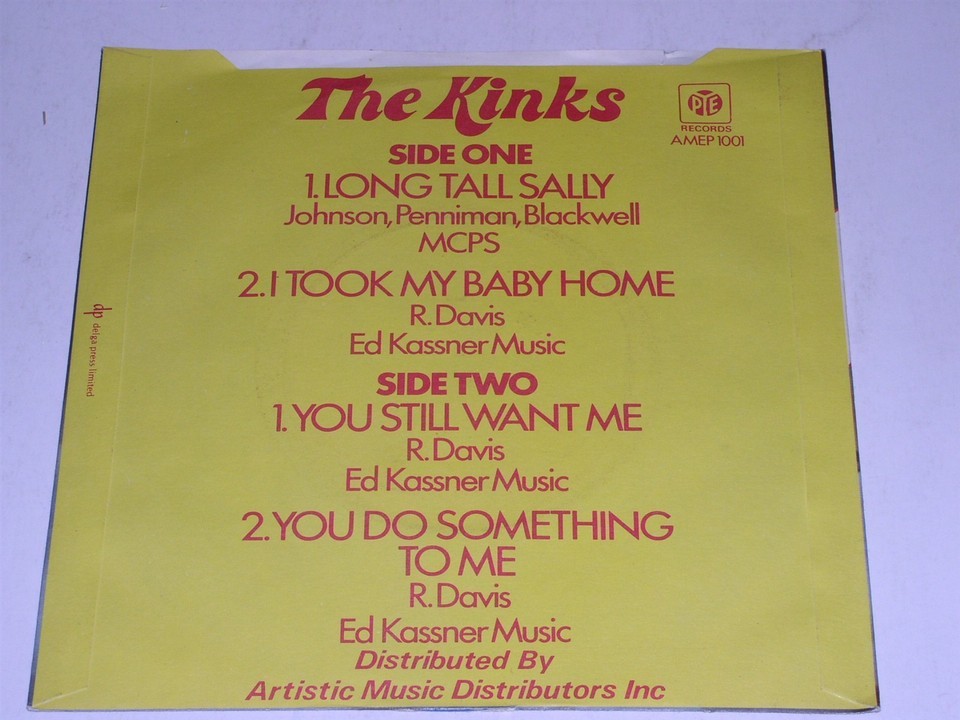 The Kinks
PYE
RECORDS
AMEP 1001
SIDE ONE
1. LONG TALL SALLY
Johnson, Penniman, Blackwell
MCPS
2. I TOOK MY BABY HOME
R. Davis
Ed Kassner Music
SIDE TWO
1. YOU STILL WANT ME
R. Davis
Ed Kassner Music
2. YOU DO SOMETHING
TO ME
R. Davis
Ed Kassner Music
Distributed By
Artistic Music Distributors Inc
dp delga press limited